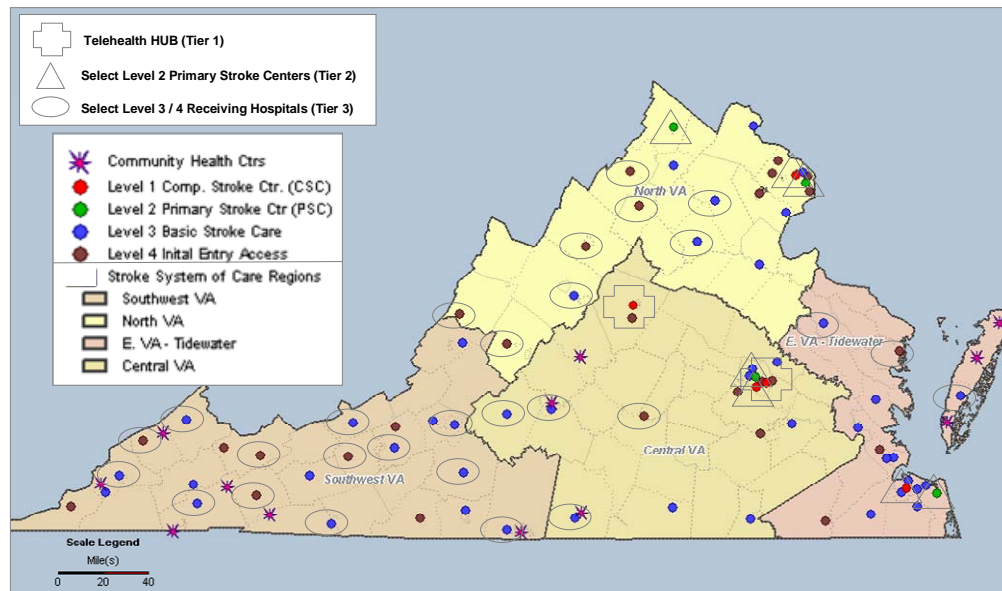 Telehealth HUB (Tier 1)
Select Level 2 Primary Stroke Centers (Tier 2)
Select Level 3 / 4 Receiving Hospitals (Tier 3)
Community Health Ctrs
Level 1 Comp. Stroke Ctr. (CSC)
Level 2 Primary Stroke Ctr (PSC)
Level 3 Basic Stroke Care
Level 4 Inital Entry Access
Stroke System of Care Regions
Southwest VA
North VA
E. VA - Tidewater
Central VA
North VA
E. VA - Tidewater
Central VA
Southwest VA
Scale Legend
Mile(s)
0 20 40